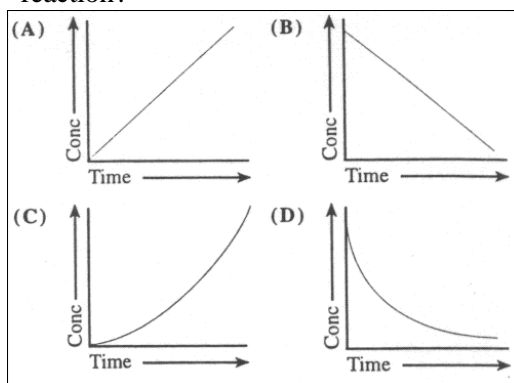 reaction?
(A) (B)
Conc Conc
Time Time
(C) (D)
Conc Conc
Time Time